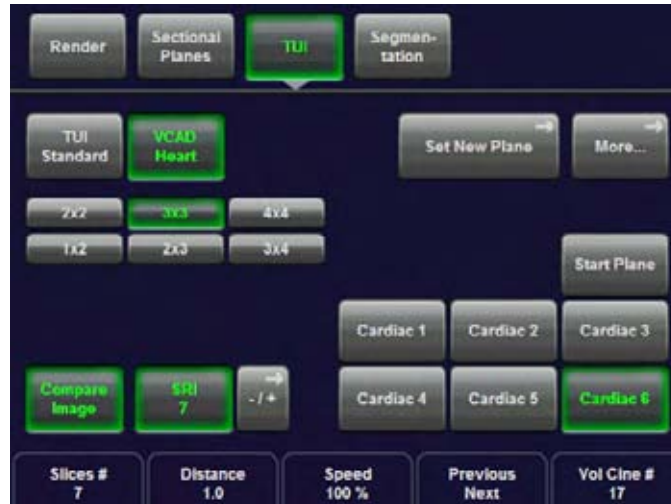 Render
Sectional
Planes
TUI
Segmen-
tation
TUI
Standard
VCAD
Heart
Set New Plane
More...
2x2
3x3
4x4
1x2
2x3
3x4
Start Plane
Cardiac 1
Cardiac 2
Cardiac 3
Compare
Image
SRI
7
- / +
Cardiac 4
Cardiac 5
Cardiac 6
Slices #
7
Distance
1.0
Speed
100 %
Previous
Next
Vol Cine #
17